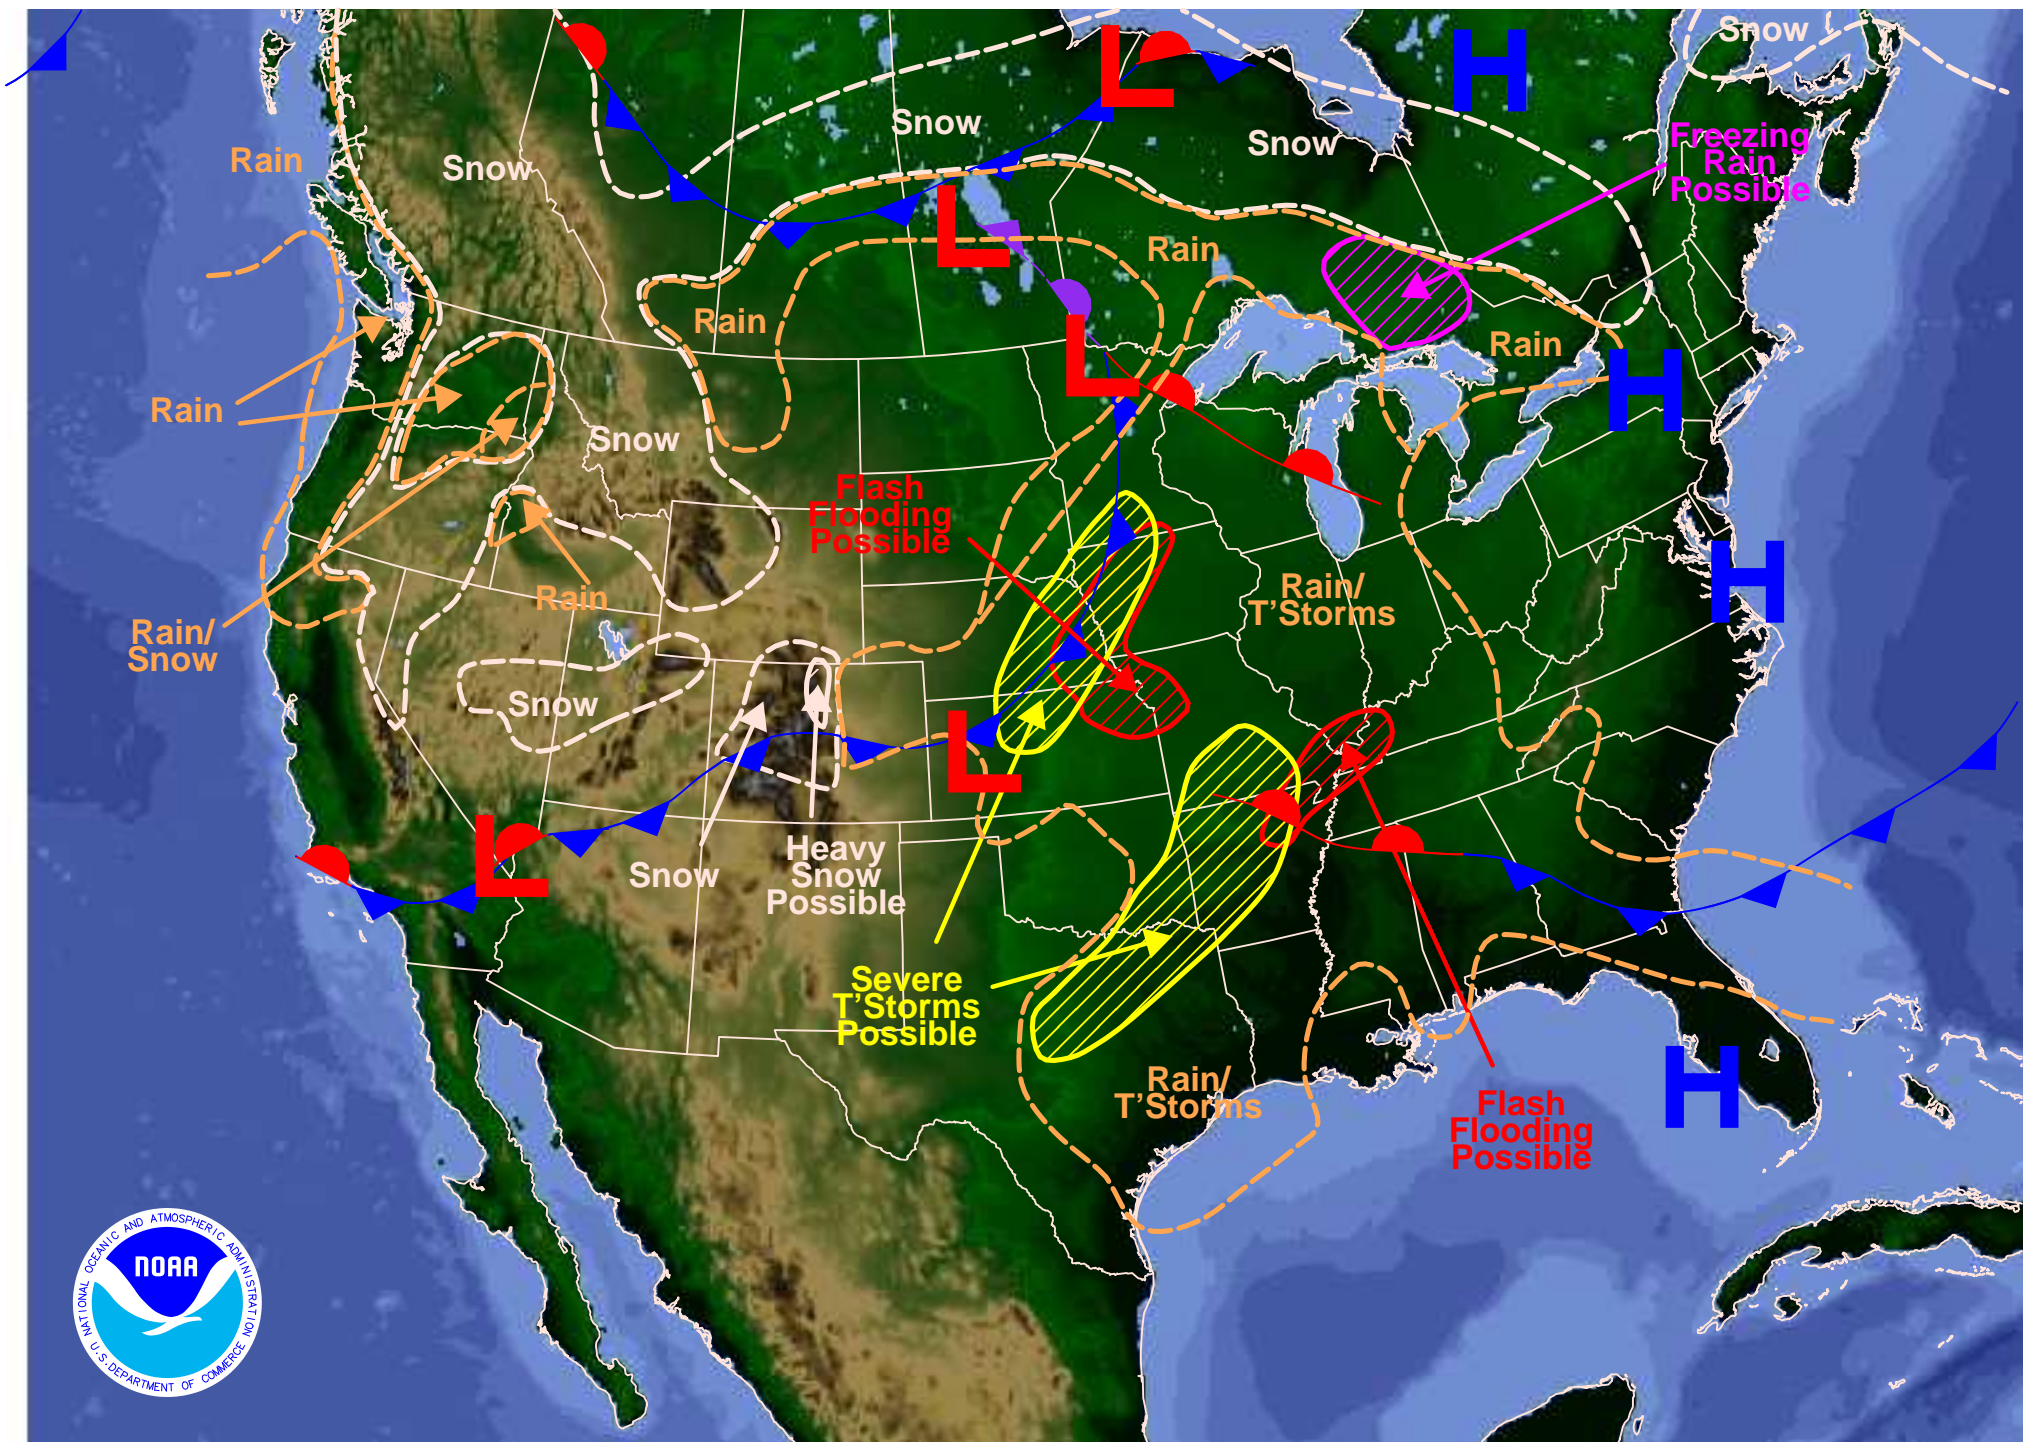 Snow
L
H
Snow
Freezing
Rain
Possible
Snow
Rain
Snow
L
Rain
Rain
L
Rain
H
Rain
Snow
Flash
Flooding
Possible
H
Rain
Rain/
T'Storms
Rain/
Snow
Snow
L
L
Heavy
Snow
Possible
Snow
Severe
T'Storms
Possible
Rain/
T'Storms
H
Flash
Flooding
Possible
NATIONAL OCEANIC AND ATMOSPHERIC ADMINISTRATION
NOAA
U.S. DEPARTMENT OF COMMERCE